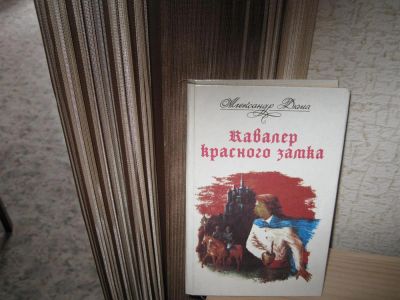 Александр Дюма
Кавалер
красного замка